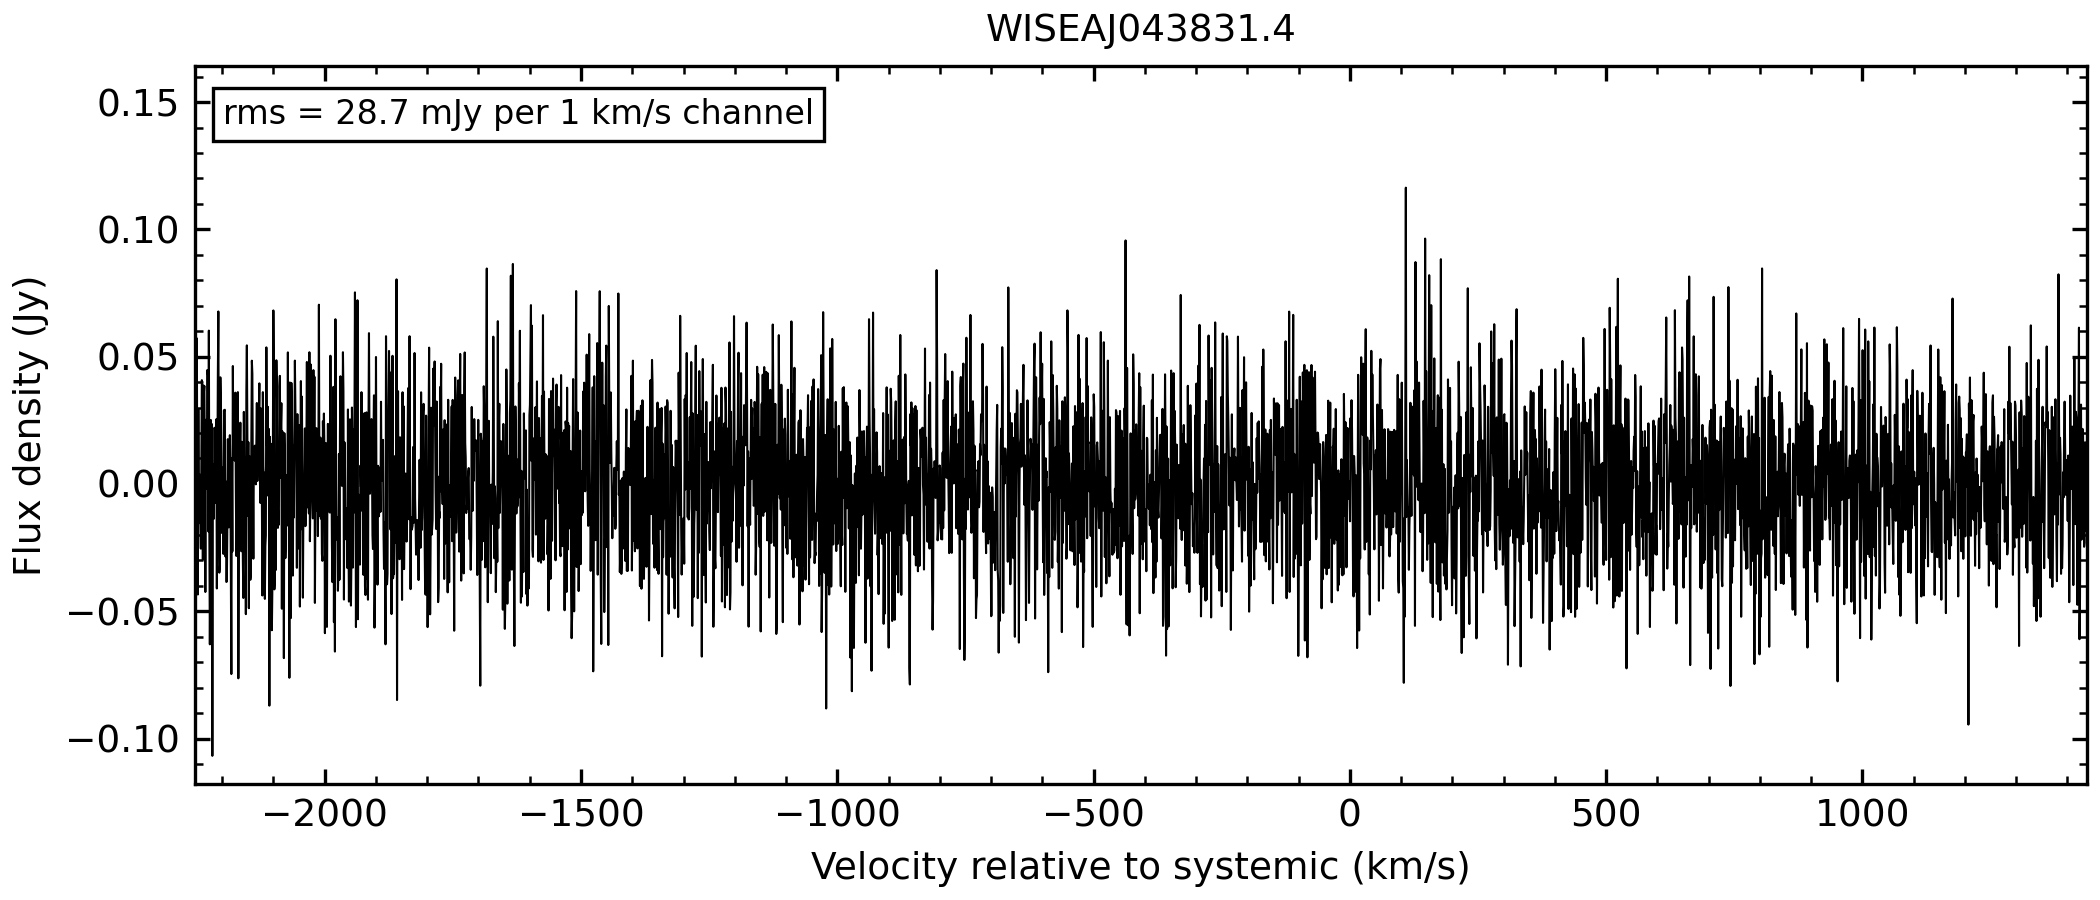 WISEAJ043831.4
rms = 28.7 mJy per 1 km/s channel
0.15
0.10
0.05
0.00
−0.05
−0.10
Flux density (Jy)
−2000 −1500 −1000 −500 0 500 1000
Velocity relative to systemic (km/s)